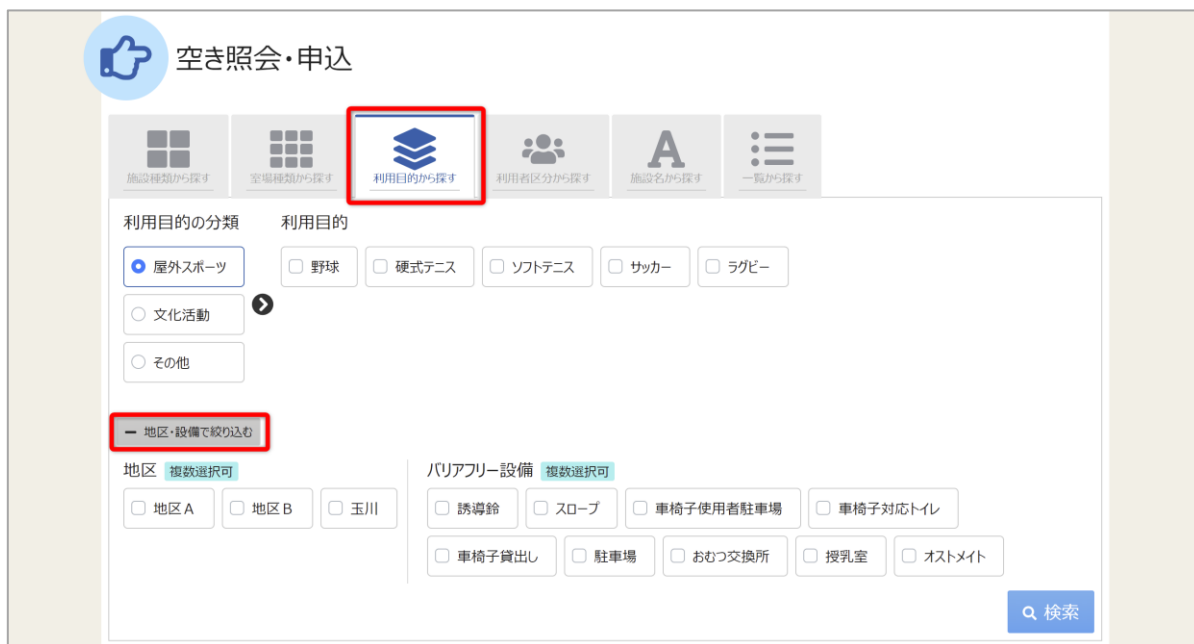 空き照会・申込
施設種類から探す 室場種類から探す 利用目的から探す 利用者区分から探す 施設名から探す 一覧から探す
利用目的の分類 利用目的
屋外スポーツ 野球 硬式テニス ソフトテニス サッカー ラグビー
文化活動
その他
地区・設備で絞り込む
地区 複数選択可 バリアフリー設備 複数選択可
地区A 地区B 玉川 誘導鈴 スロープ 車椅子使用者駐車場 車椅子対応トイレ
車椅子貸出し 駐車場 おむつ交換所 授乳室 オストメイト
検索